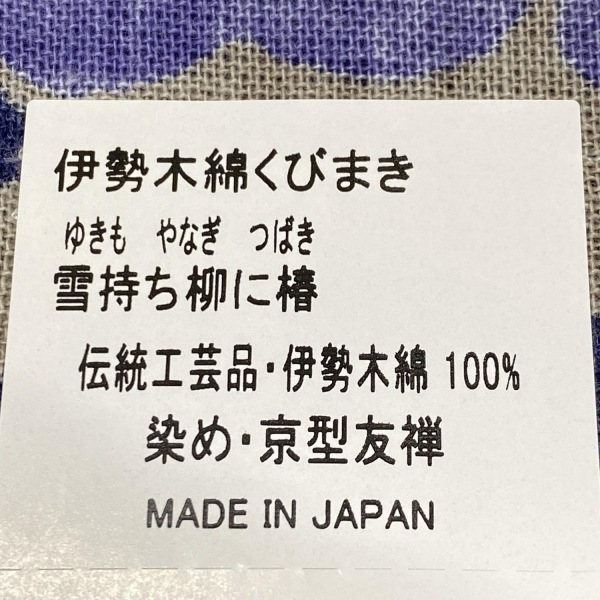 伊勢木綿くびまき
ゆきも　やなぎ　つばき
雪持ち柳に椿
伝統工芸品・伊勢木綿 100%
染め・京型友禅
MADE IN JAPAN